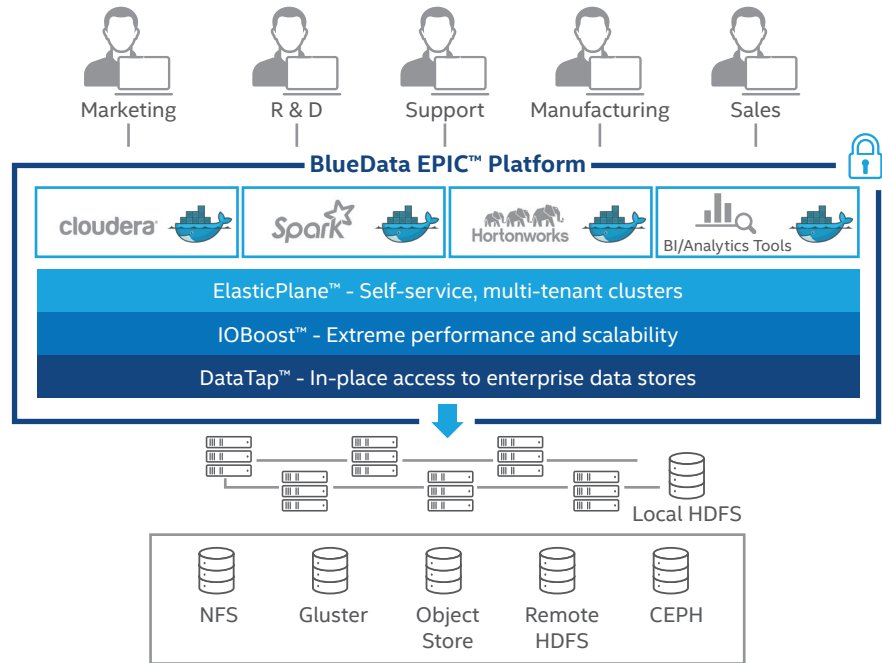 Marketing
R & D
Support
Manufacturing
Sales
BlueData EPIC™ Platform
cloudera
Spark
Hortonworks
BI/Analytics Tools
ElasticPlane™ - Self-service, multi-tenant clusters
IOBoost™ - Extreme performance and scalability
DataTap™ - In-place access to enterprise data stores
Local HDFS
NFS
Gluster
Object
Store
Remote
HDFS
CEPH